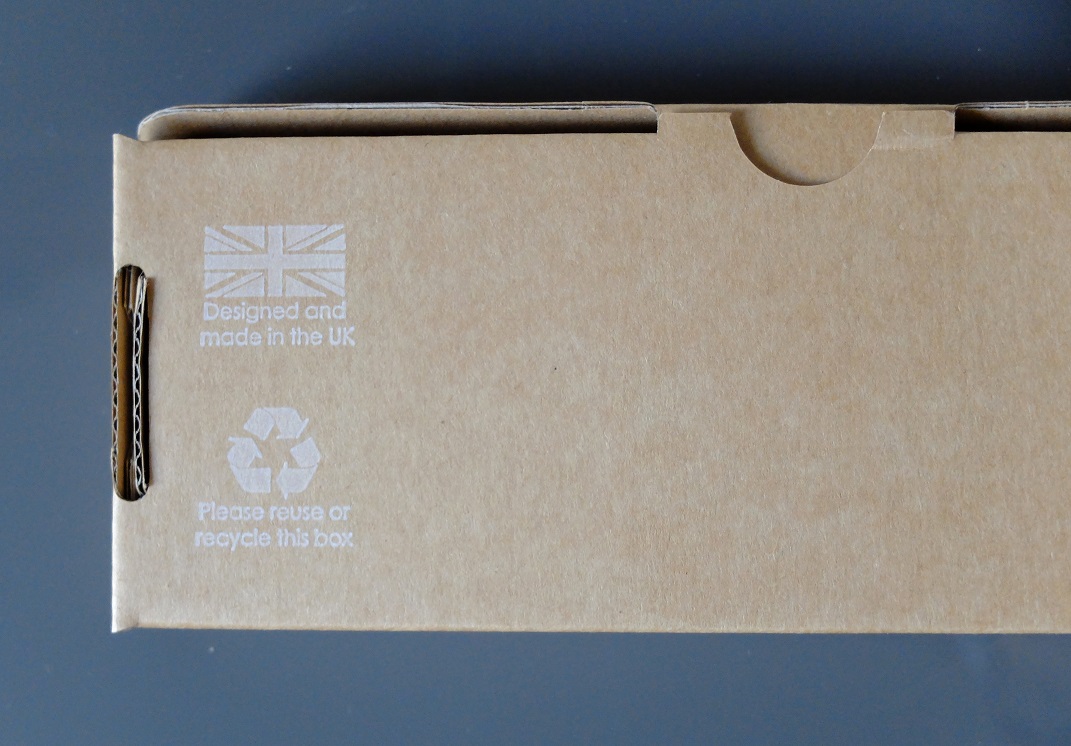 Designed and
made in the UK
Please reuse or
recycle this box